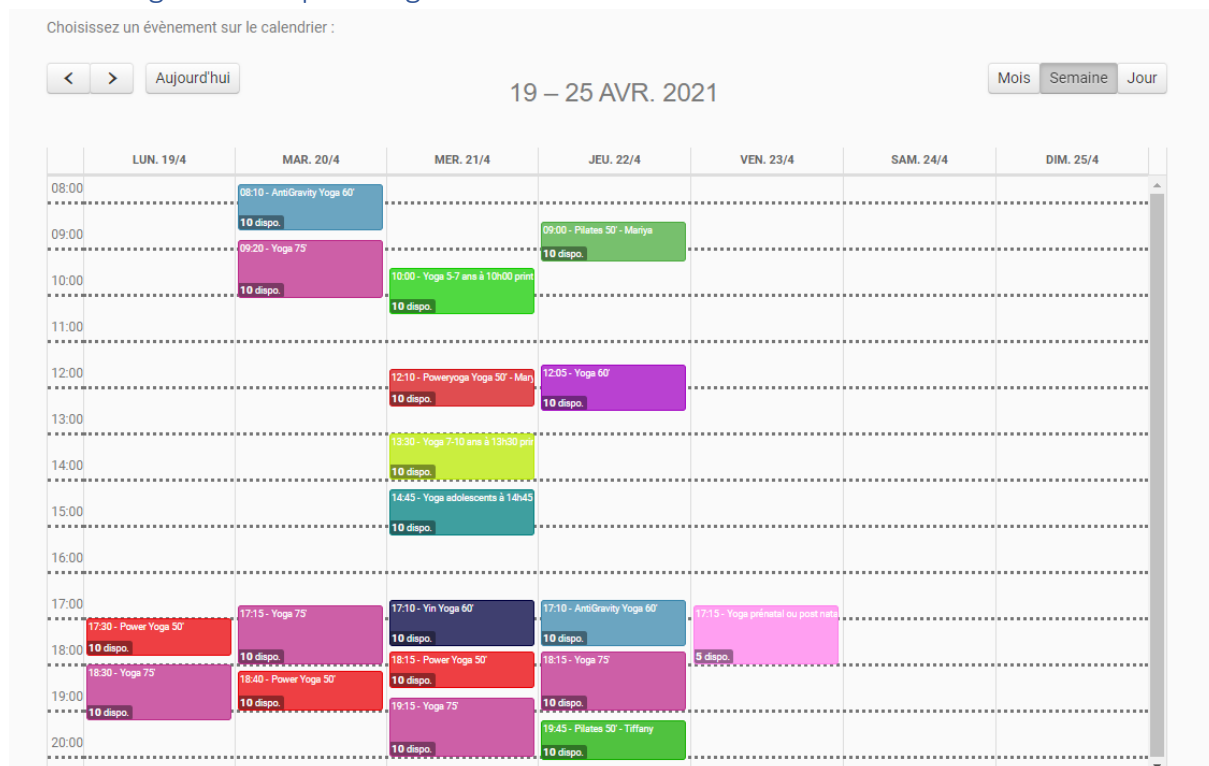 Choisissez un évènement sur le calendrier :
Aujourd'hui
19 – 25 AVR. 2021
Mois Semaine Jour
LUN. 19/4 MAR. 20/4 MER. 21/4 JEU. 22/4 VEN. 23/4 SAM. 24/4 DIM. 25/4
08:00
08:10 - AntiGravity Yoga 60'
10 dispo.
09:00
09:00 - Pilates 50' - Mariya
10 dispo.
09:20 - Yoga 75'
10 dispo.
10:00
10:00 - Yoga 5-7 ans à 10h00 print
10 dispo.
11:00
12:00
12:10 - Poweryoga Yoga 50' - Marj
10 dispo.
12:05 - Yoga 60'
10 dispo.
13:00
13:30 - Yoga 7-10 ans à 13h30 prin
10 dispo.
14:00
14:45 - Yoga adolescents à 14h45
10 dispo.
15:00
16:00
17:00
17:30 - Power Yoga 50'
10 dispo.
17:15 - Yoga 75'
10 dispo.
17:10 - Yin Yoga 60'
10 dispo.
17:10 - AntiGravity Yoga 60'
10 dispo.
17:15 - Yoga prénatal ou post nata
5 dispo.
18:00
18:30 - Yoga 75'
10 dispo.
18:40 - Power Yoga 50'
10 dispo.
18:15 - Power Yoga 50'
10 dispo.
18:15 - Yoga 75'
10 dispo.
19:00
19:15 - Yoga 75'
10 dispo.
19:45 - Pilates 50' - Tiffany
10 dispo.
20:00